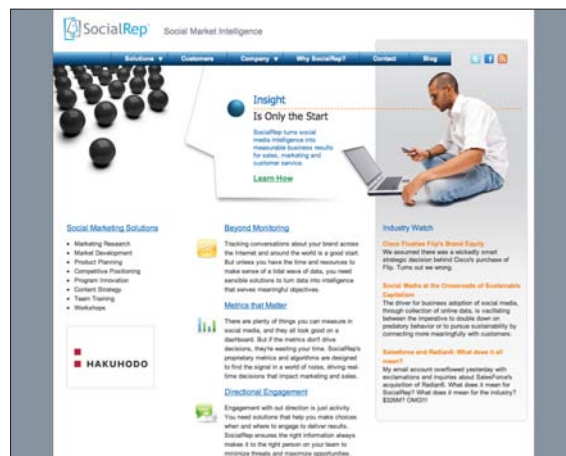 SocialRep™ Social Market Intelligence
Solutions ▼ Customers Company ▼ Why SocialRep? Contact Blog
Insight
Is Only the Start
SocialRep turns social
media intelligence into
measurable business results
for sales, marketing and
customer service.
Learn How
Social Marketing Solutions
• Marketing Research
• Market Development
• Product Planning
• Competitive Positioning
• Program Innovation
• Content Strategy
• Team Training
• Workshops
HAKUHODO
Beyond Monitoring
Tracking conversations about your brand across
the Internet and around the world is a good start.
But unless you have the time and resources to
make sense of a tidal wave of data, you need
sensible solutions to turn data into intelligence
that serves meaningful objectives.
Metrics that Matter
There are plenty of things you can measure in
social media, and they all look good on a
dashboard. But if the metrics don't drive
decisions, they're wasting your time. SocialRep's
proprietary metrics and algorithms are designed
to find the signal in a world of noise, driving real-
time decisions that impact marketing and sales.
Directional Engagement
Engagement with out direction is just activity.
You need solutions that help you make choices
when and where to engage to deliver results.
SocialRep ensures the right information always
makes it to the right person on your team to
minimize threats and maximize opportunities.
Industry Watch
Cisco Flushes Flip's Brand Equity
We assumed there was a wickedly smart
strategic decision behind Cisco's purchase of
Flip. Turns out we wrong.
Social Media at the Crossroads of Sustainable
Capitalism
The driver for business adoption of social media,
through collection of online data, is vacillating
between the imperative to double down on
predatory behavior or to pursue sustainability by
connecting more meaningfully with customers.
Salesforce and Radian6: What does it all
mean?
My email account overflowed yesterday with
exclamations and inquiries about SalesForce's
acquisition of Radian6. What does it mean for
SocialRep? What does it mean for the industry?
$326M!? OMG!!!